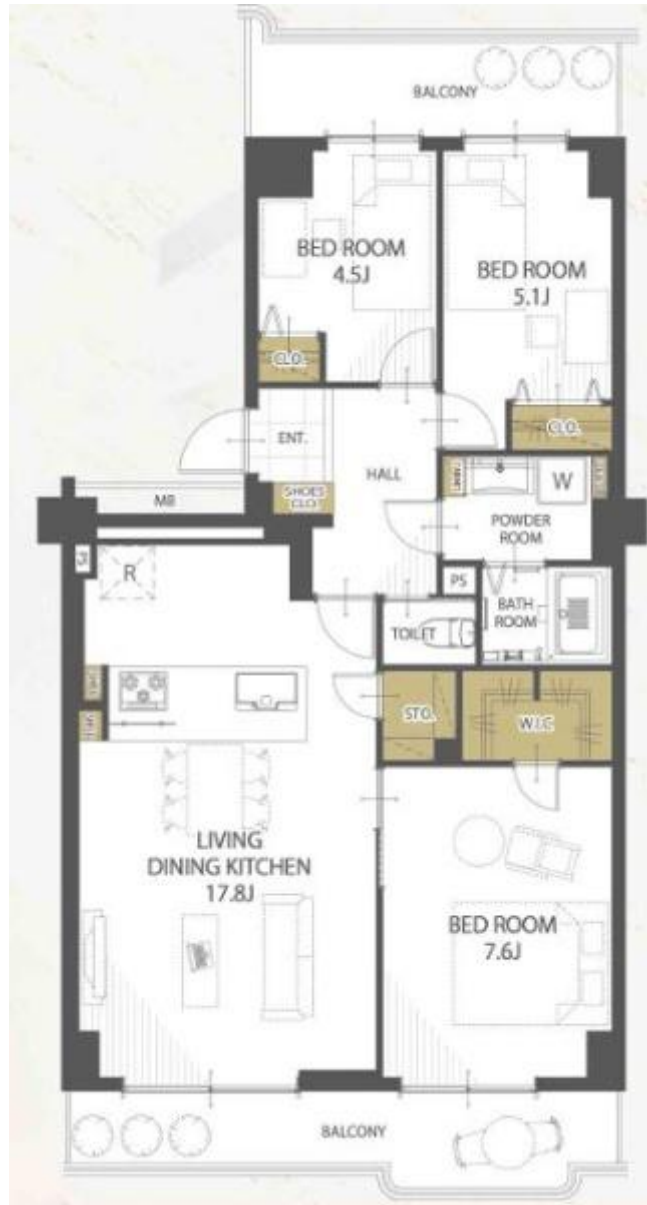 BALCONY
BED ROOM
4.5J
BED ROOM
5.1J
CLO.
CLO.
ENT.
HALL
SHOES
CLO.
MB
W
POWDER
ROOM
R
PS
BATH
ROOM
TOILET
STO.
W.I.C
LIVING
DINING KITCHEN
17.8J
BED ROOM
7.6J
BALCONY